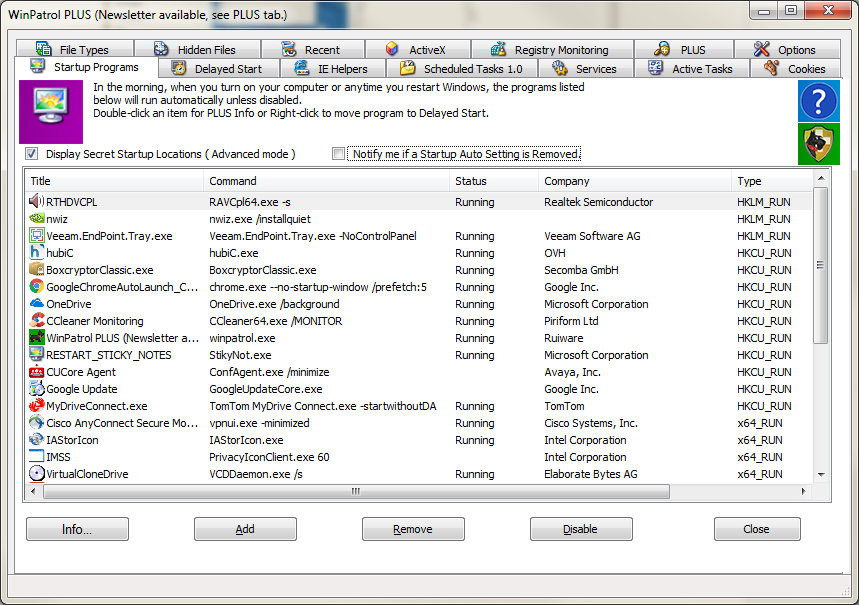 WinPatrol PLUS (Newsletter available, see PLUS tab.)
File Types Hidden Files Recent ActiveX Registry Monitoring PLUS Options
Startup Programs Delayed Start IE Helpers Scheduled Tasks 1.0 Services Active Tasks Cookies
In the morning, when you turn on your computer or anytime you restart Windows, the programs listed
below will run automatically unless disabled.
Double-click an item for PLUS Info or Right-click to move program to Delayed Start.
Display Secret Startup Locations ( Advanced mode ) Notify me if a Startup Auto Setting is Removed.
Title Command Status Company Type
RTHDVCPL RAVCpl64.exe -s Running Realtek Semiconductor HKLM_RUN
nwiz nwiz.exe /installquiet HKLM_RUN
Veeam.EndPoint.Tray.exe Veeam.EndPoint.Tray.exe -NoControlPanel Running Veeam Software AG HKLM_RUN
hubiC hubiC.exe Running OVH HKCU_RUN
BoxcryptorClassic.exe BoxcryptorClassic.exe Running Secomba GmbH HKCU_RUN
GoogleChromeAutoLaunch_C... chrome.exe --no-startup-window /prefetch:5 Running Google Inc. HKCU_RUN
OneDrive OneDrive.exe /background Running Microsoft Corporation HKCU_RUN
CCleaner Monitoring CCleaner64.exe /MONITOR Running Piriform Ltd HKCU_RUN
WinPatrol PLUS (Newsletter a... winpatrol.exe Running Ruiware HKCU_RUN
RESTART_STICKY_NOTES StikyNot.exe Running Microsoft Corporation HKCU_RUN
CUCore Agent ConfAgent.exe /minimize Avaya, Inc. HKCU_RUN
Google Update GoogleUpdateCore.exe Google Inc. HKCU_RUN
MyDriveConnect.exe TomTom MyDrive Connect.exe -startwithoutDA Running TomTom HKCU_RUN
Cisco AnyConnect Secure Mo... vpnui.exe -minimized Running Cisco Systems, Inc. x64_RUN
IAStorIcon IAStorIcon.exe Running Intel Corporation x64_RUN
IMSS PrivacyIconClient.exe 60 Intel Corporation x64_RUN
VirtualCloneDrive VCDDaemon.exe /s Running Elaborate Bytes AG x64_RUN
Info... Add Remove Disable Close